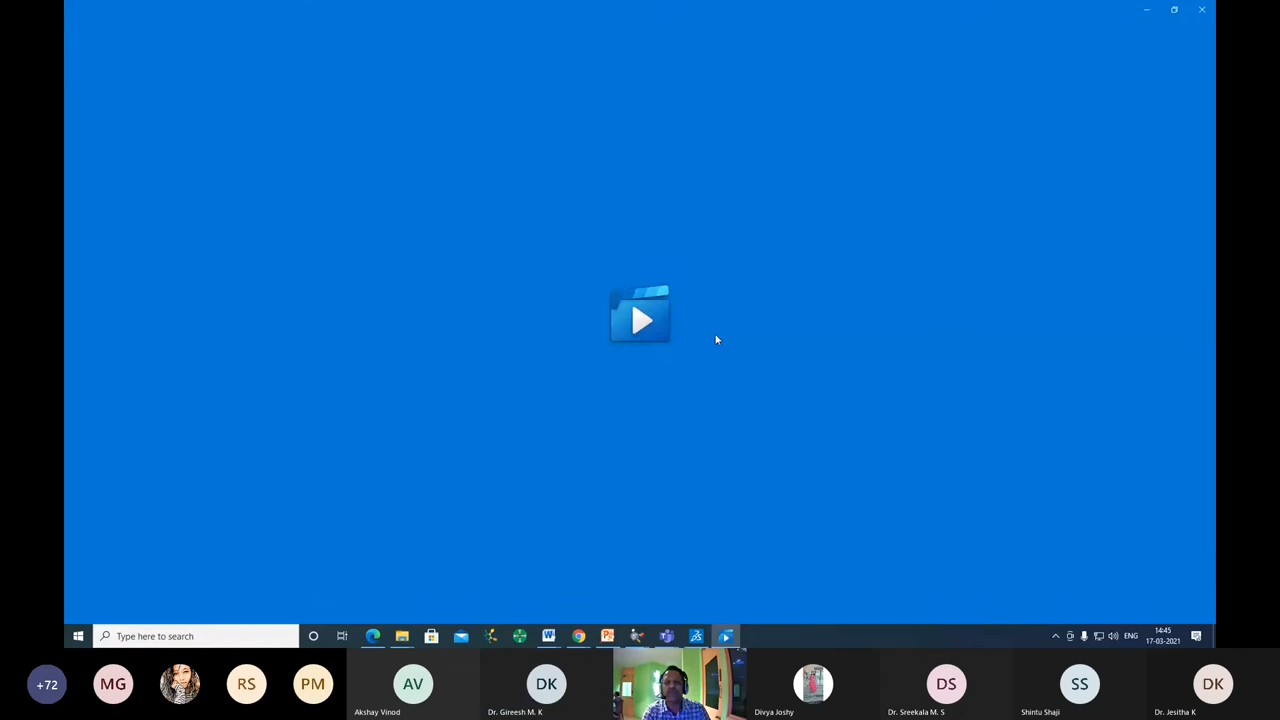 Type here to search
ENG
14:45
17-03-2021
+72
MG
RS
PM
AV
Akshay Vinod
DK
Dr. Gireesh M. K
Divya Joshy
DS
Dr. Sreekala M. S
SS
Shintu Shaji
DK
Dr. Jesitha K